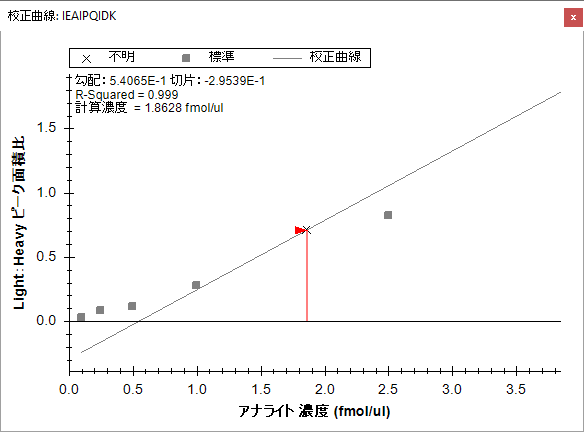 校正曲線: IEAIPQIDK
x
不明 標準 校正曲線
勾配: 5.4065E-1 切片: -2.9539E-1
R-Squared = 0.999
計算濃度 = 1.8628 fmol/ul
1.5
1.0
0.5
0.0
Light:Heavy ピーク面積比
0.0 0.5 1.0 1.5 2.0 2.5 3.0 3.5
アナライト 濃度 (fmol/ul)